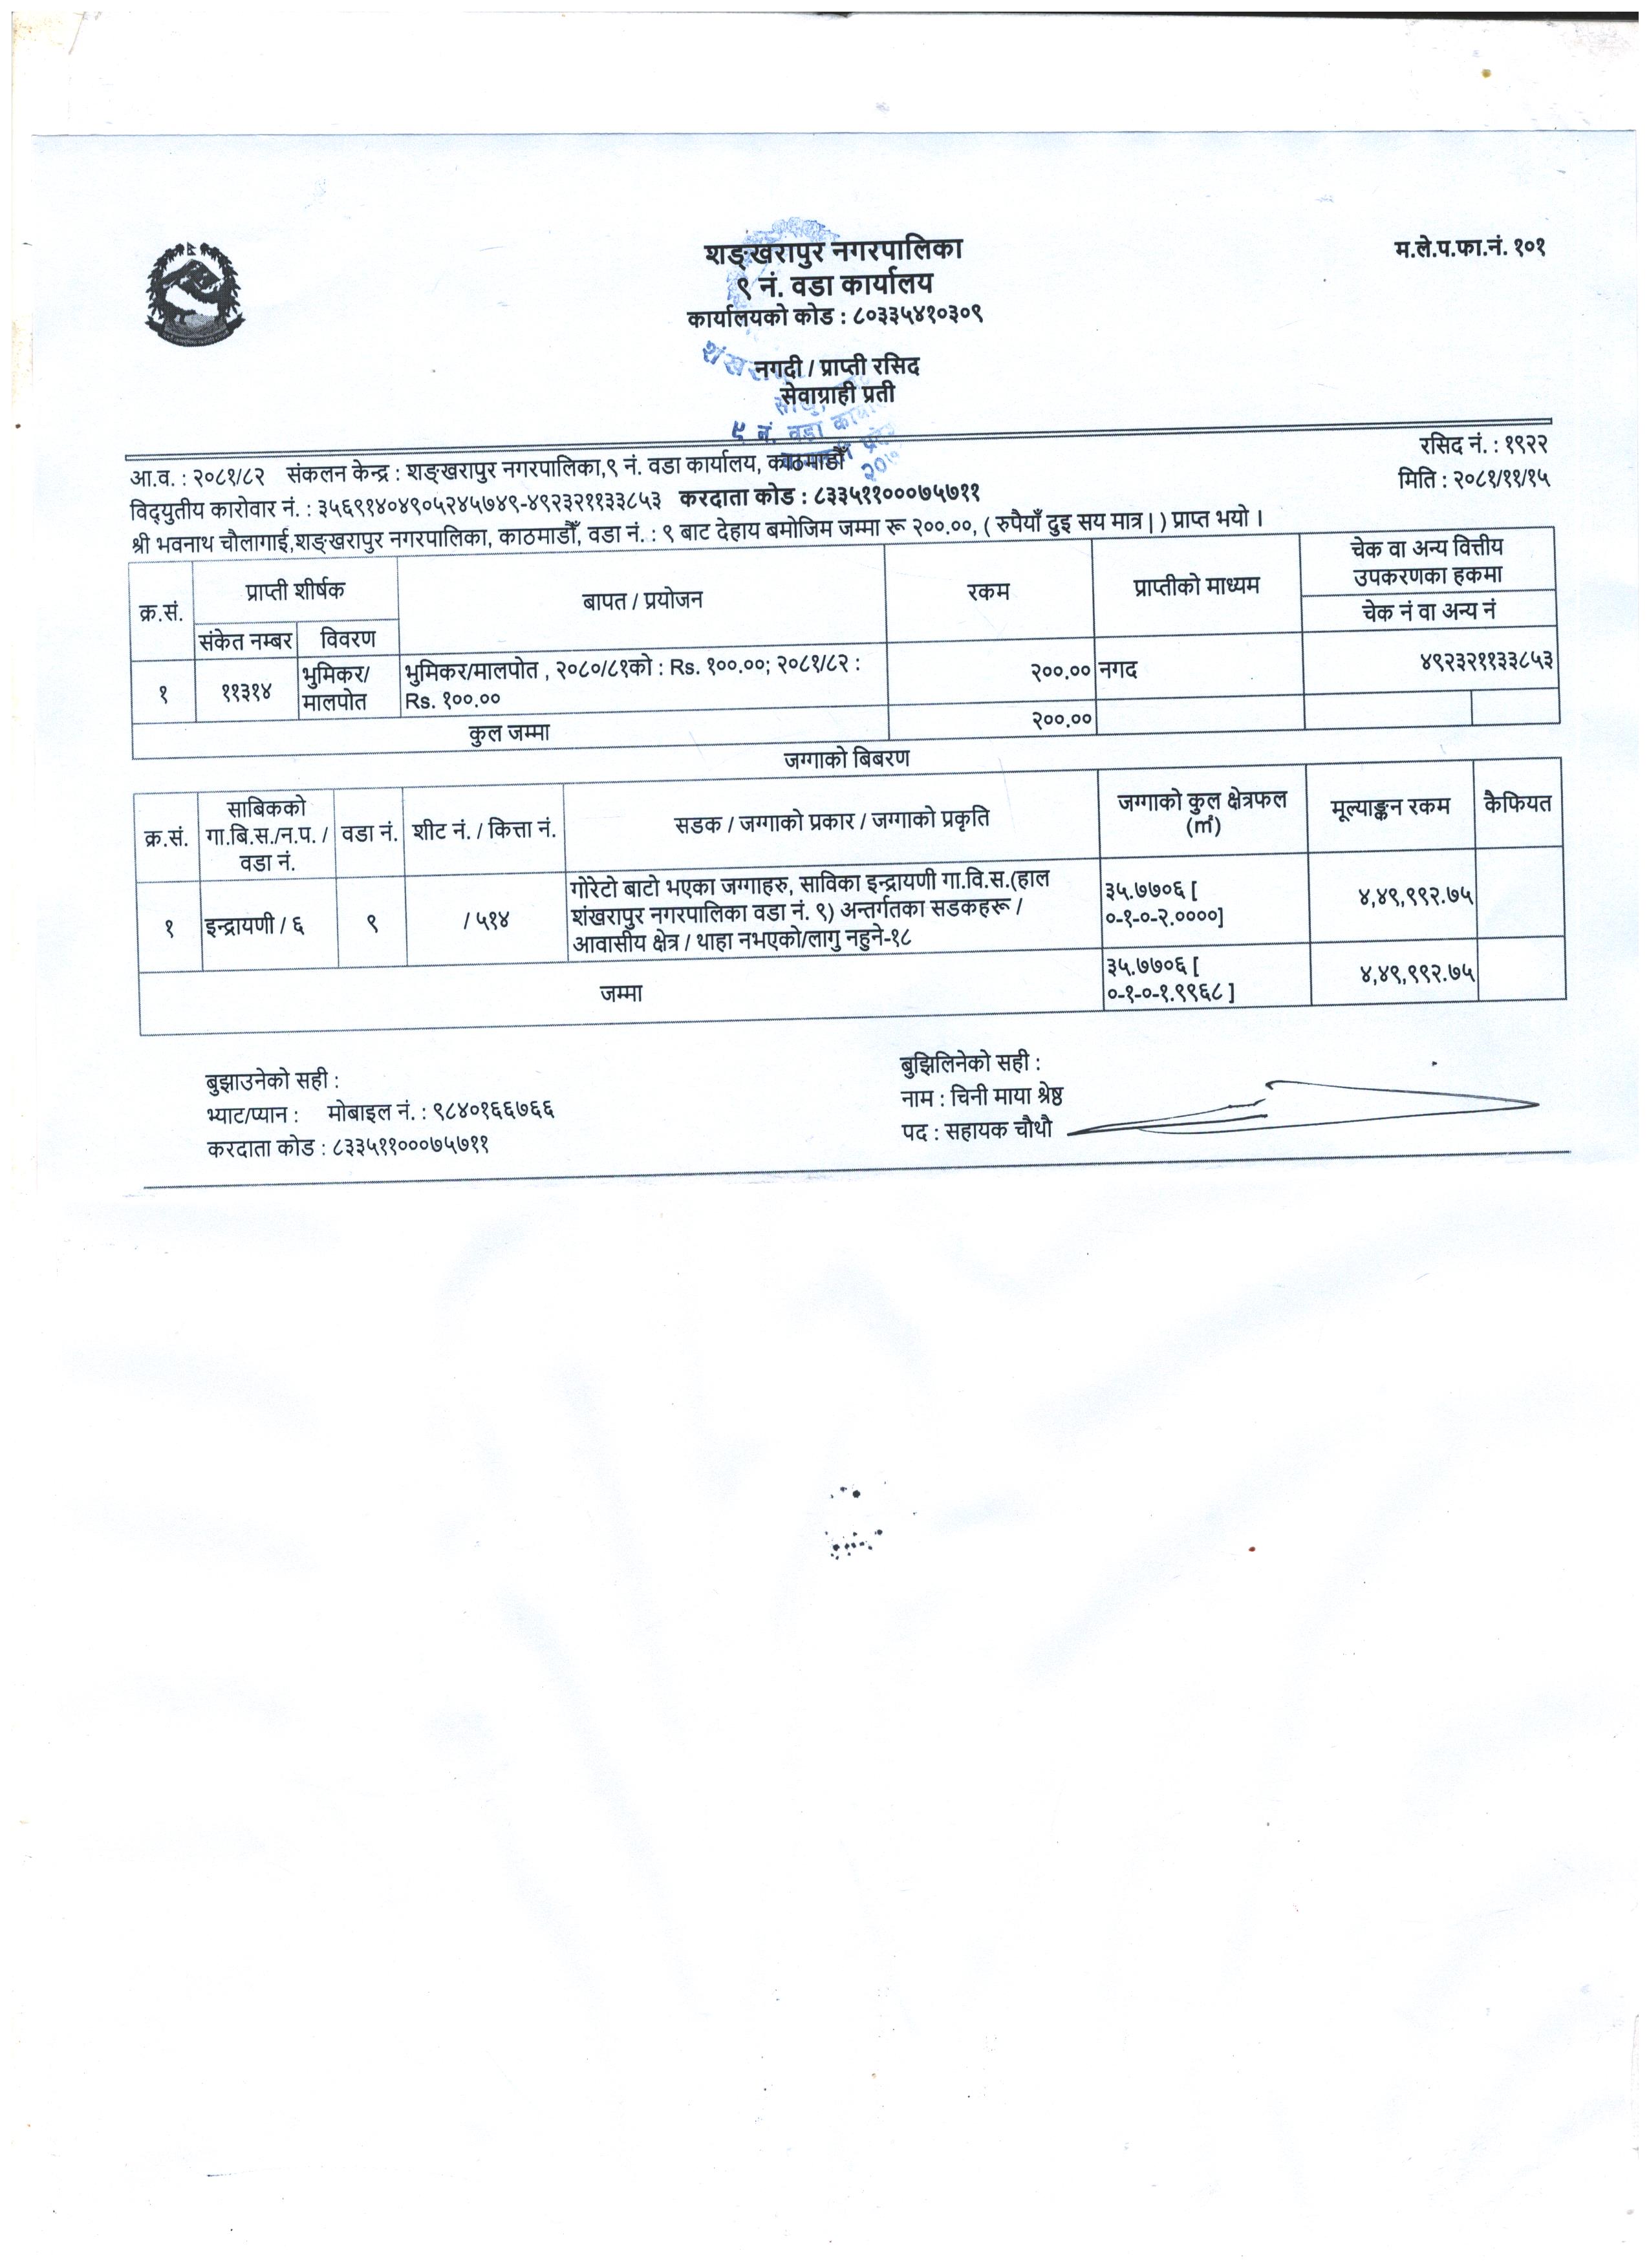 शङ्खरापुर नगरपालिका
म.ले.प.फा.नं. १०१
९ नं. वडा कार्यालय
कार्यालयको कोड : ८०३३५४१०३०९
नगदी / प्राप्ती रसिद
सेवाग्राही प्रती
९ नं. वडा
रसिद नं. : १९२२
आ.व. : २०८१/८२ संकलन केन्द्र : शङ्खरापुर नगरपालिका,९ नं. वडा कार्यालय, काठमाडौँ
मिति : २०८१/११/१५
विद्युतीय कारोवार नं. : ३५६९१४०४९०५२४५७४९-४९२३२११३३८५३ करदाता कोड : ८३३५११०००७५७११
श्री भवनाथ चौलागाई,शङ्खरापुर नगरपालिका, काठमाडौँ, वडा नं. : ९ बाट देहाय बमोजिम जम्मा रू २००.००, ( रुपैयाँ दुइ सय मात्र | ) प्राप्त भयो ।
क्र.सं. प्राप्ती शीर्षक बापत / प्रयोजन रकम प्राप्तीको माध्यम चेक वा अन्य वित्तीय
उपकरणका हकमा
संकेत नम्बर विवरण चेक नं वा अन्य नं
१ ११३१४ भुमिकर/ भुमिकर/मालपोत , २०८०/८१को : Rs. १००.००; २०८१/८२ : २००.०० नगद ४९२३२११३३८५३
मालपोत Rs. १००.००
कुल जम्मा २००.००
जग्गाको बिबरण
क्र.सं. साबिकको वडा नं. शीट नं. / कित्ता नं. सडक / जग्गाको प्रकार / जग्गाको प्रकृति जग्गाको कुल क्षेत्रफल मूल्याङ्कन रकम कैफियत
गा.बि.स./न.प. / (㎡)
वडा नं.
१ इन्द्रायणी / ६ ९ / ५१४ गोरेटो बाटो भएका जग्गाहरु, साविका इन्द्रायणी गा.वि.स.(हाल ३५.७७०६ [ ४,४९,९९२.७५
शंखरापुर नगरपालिका वडा नं. ९) अन्तर्गतका सडकहरू / ०-१-०-२.००००]
आवासीय क्षेत्र / थाहा नभएको/लागु नहुने-१८
जम्मा ३५.७७०६ [ ४,४९,९९२.७५
०-१-०-१.९९६८ ]
बुझाउनेको सही :
भ्याट/प्यान : मोबाइल नं. : ९८४०१६६७६६
करदाता कोड : ८३३५११०००७५७११
बुझिलिनेको सही :
नाम : चिनी माया श्रेष्ठ
पद : सहायक चौथौ